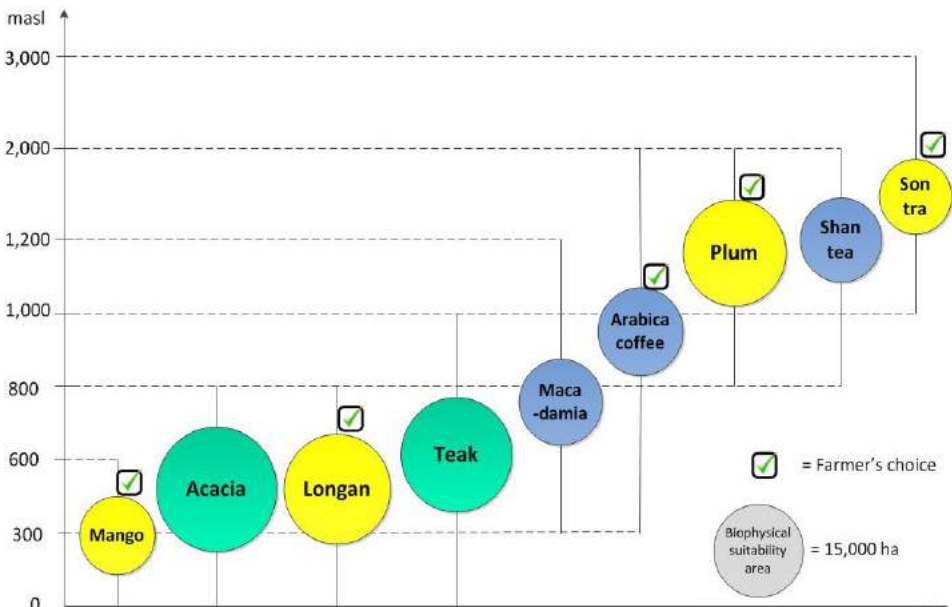 masl
3,000
2,000
1,200
1,000
800
600
300
0
Mango
Acacia
Longan
Teak
Maca
-damia
Arabica
coffee
Plum
Shan
tea
Son
tra
= Farmer's choice
Biophysical
suitability
area
= 15,000 ha